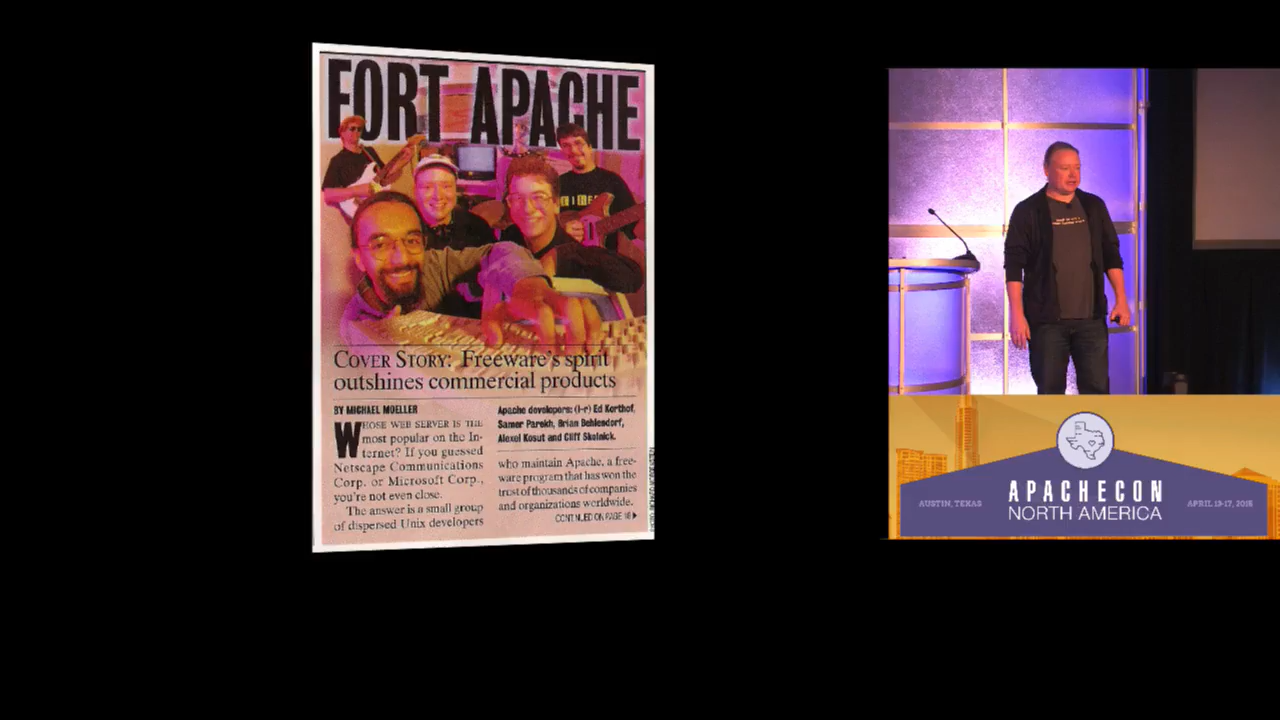 FORT APACHE
COVER STORY: Freeware's spirit
outshines commercial products
BY MICHAEL MOELLER
WHOSE WEB SERVER IS THE
most popular on the In-
ternet? If you guessed
Netscape Communications
Corp. or Microsoft Corp.,
you're not even close.
The answer is a small group
of dispersed Unix developers
Apache developers: (l-r) Ed Korthof,
Samer Parekh, Brian Behlendorf,
Alexei Kosut and Cliff Skolnick.
who maintain Apache, a free-
ware program that has won the
trust of thousands of companies
and organizations worldwide.
CONTINUED ON PAGE 16
AUSTIN, TEXAS
APACHECON
NORTH AMERICA
APRIL 13-17, 2015